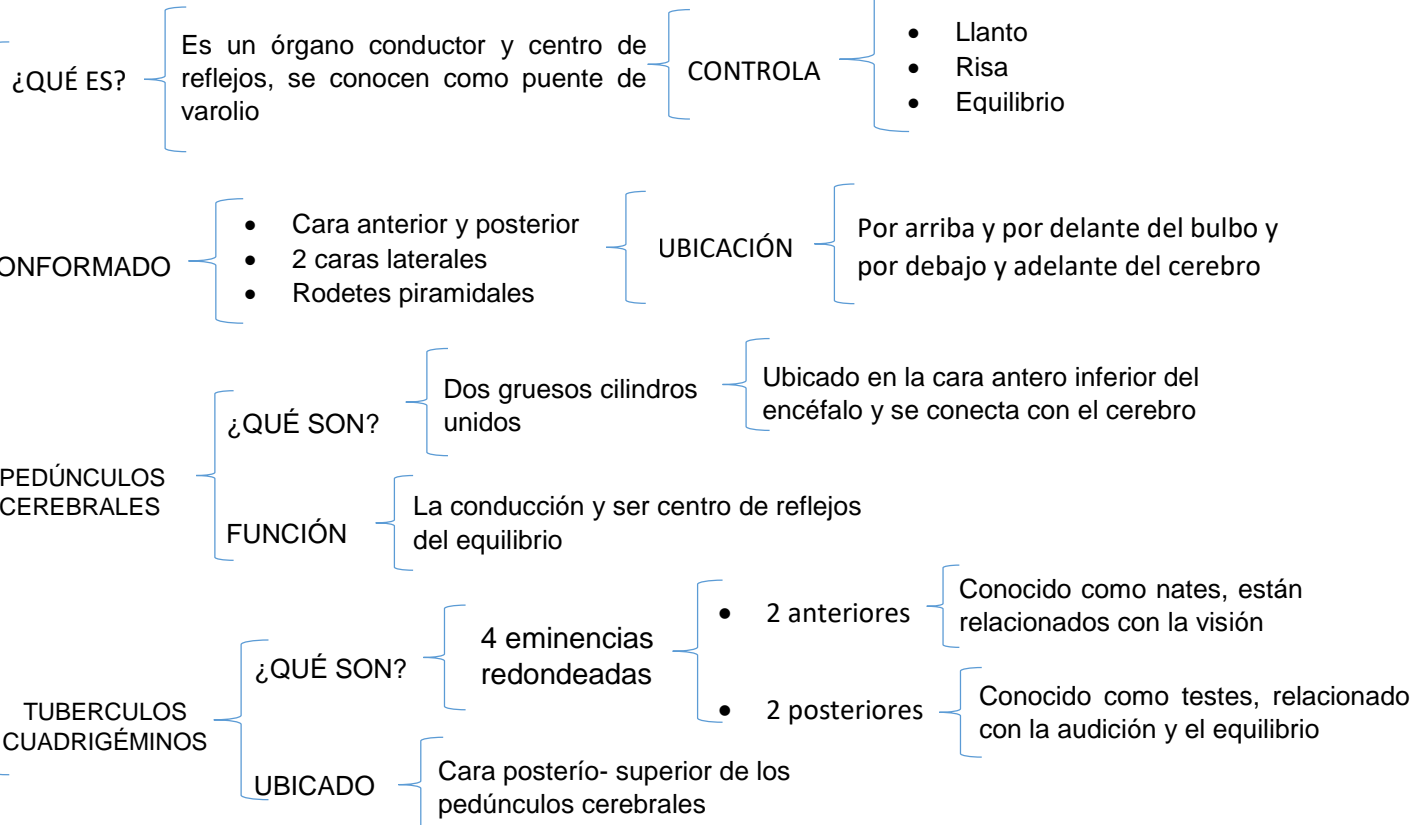 ¿QUÉ ES?
Es un órgano conductor y centro de
reflejos, se conocen como puente de
varolio
CONTROLA
• Llanto
• Risa
• Equilibrio
ONFORMADO
• Cara anterior y posterior
• 2 caras laterales
• Rodetes piramidales
UBICACIÓN
Por arriba y por delante del bulbo y
por debajo y adelante del cerebro
PEDÚNCULOS
CEREBRALES
¿QUÉ SON?
Dos gruesos cilindros
unidos
Ubicado en la cara antero inferior del
encéfalo y se conecta con el cerebro
FUNCIÓN
La conducción y ser centro de reflejos
del equilibrio
TUBERCULOS
CUADRIGÉMINOS
¿QUÉ SON?
4 eminencias
redondeadas
• 2 anteriores
Conocido como nates, están
relacionados con la visión
• 2 posteriores
Conocido como testes, relacionado
con la audición y el equilibrio
UBICADO
Cara posterío- superior de los
pedúnculos cerebrales